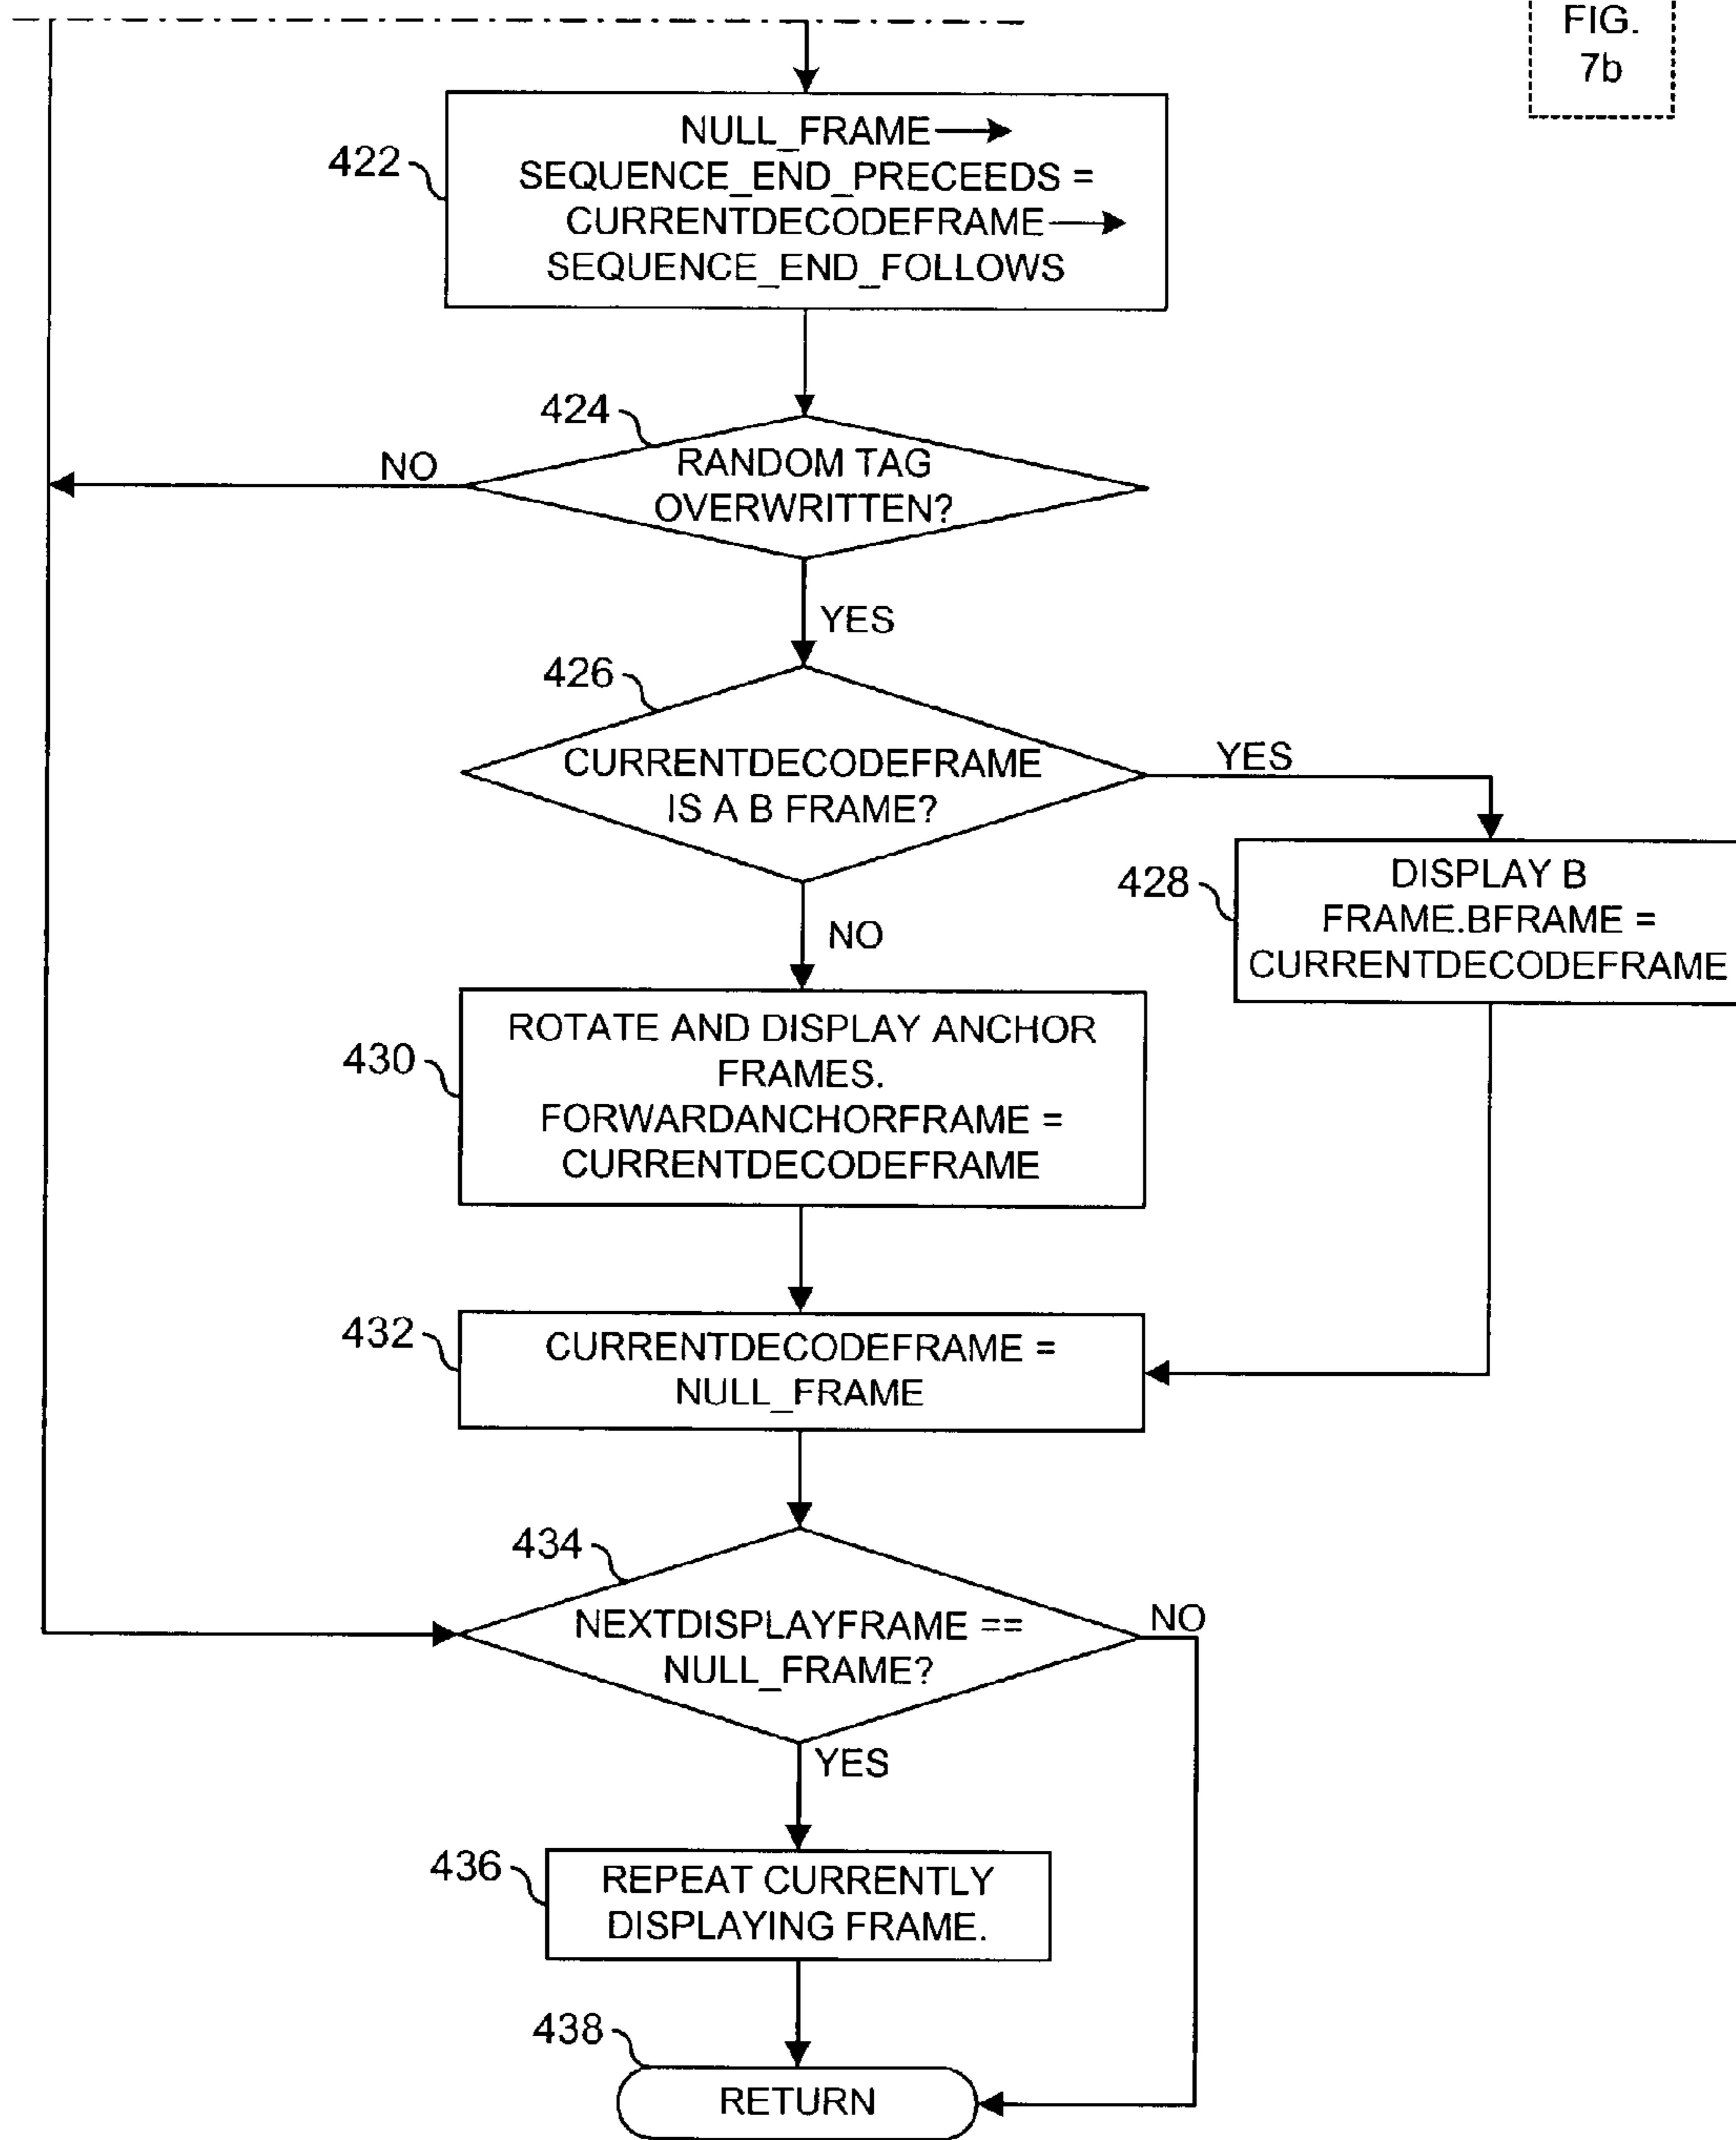 FIG.
7b
422
NULL_FRAME→
SEQUENCE_END_PRECEEDS =
CURRENTDECODEFRAME→
SEQUENCE_END_FOLLOWS
424
RANDOM TAG
OVERWRITTEN?
NO
YES
426
CURRENTDECODEFRAME
IS A B FRAME?
YES
NO
428
DISPLAY B
FRAME.BFRAME =
CURRENTDECODEFRAME
430
ROTATE AND DISPLAY ANCHOR
FRAMES.
FORWARDANCHORFRAME =
CURRENTDECODEFRAME
432
CURRENTDECODEFRAME =
NULL_FRAME
434
NEXTDISPLAYFRAME ==
NULL_FRAME?
NO
YES
436
REPEAT CURRENTLY
DISPLAYING FRAME.
438
RETURN